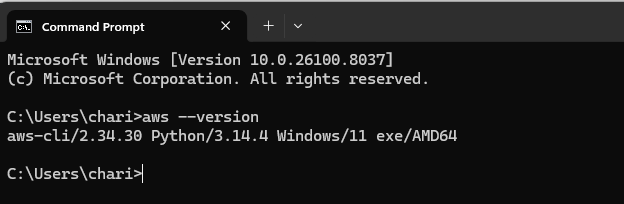 Command Prompt
Microsoft Windows [Version 10.0.26100.8037]
(c) Microsoft Corporation. All rights reserved.
C:\Users\chari>aws --version
aws-cli/2.34.30 Python/3.14.4 Windows/11 exe/AMD64
C:\Users\chari>